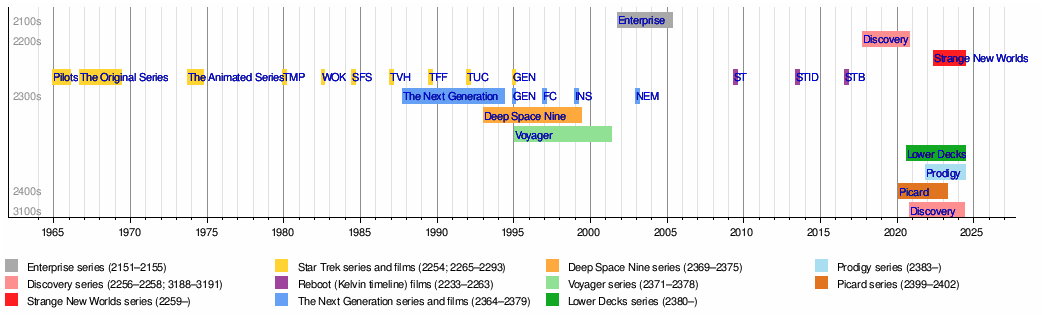 2100s
Enterprise
2200s
Discovery
Strange New Worlds
Pilots The Original Series The Animated Series TMP WOK SFS TVH TFF TUC GEN ST STID STB
2300s
The Next Generation GEN FC INS NEM
Deep Space Nine
Voyager
Lower Decks
Prodigy
2400s
Picard
3100s
Discovery
1965 1970 1975 1980 1985 1990 1995 2000 2005 2010 2015 2020 2025
Enterprise series (2151–2155) Star Trek series and films (2254; 2265–2293) Deep Space Nine series (2369–2375) Prodigy series (2383–)
Discovery series (2256–2258; 3188–3191) Reboot (Kelvin timeline) films (2233–2263) Voyager series (2371–2378) Picard series (2399–2402)
Strange New Worlds series (2259–) The Next Generation series and films (2364–2379) Lower Decks series (2380–)